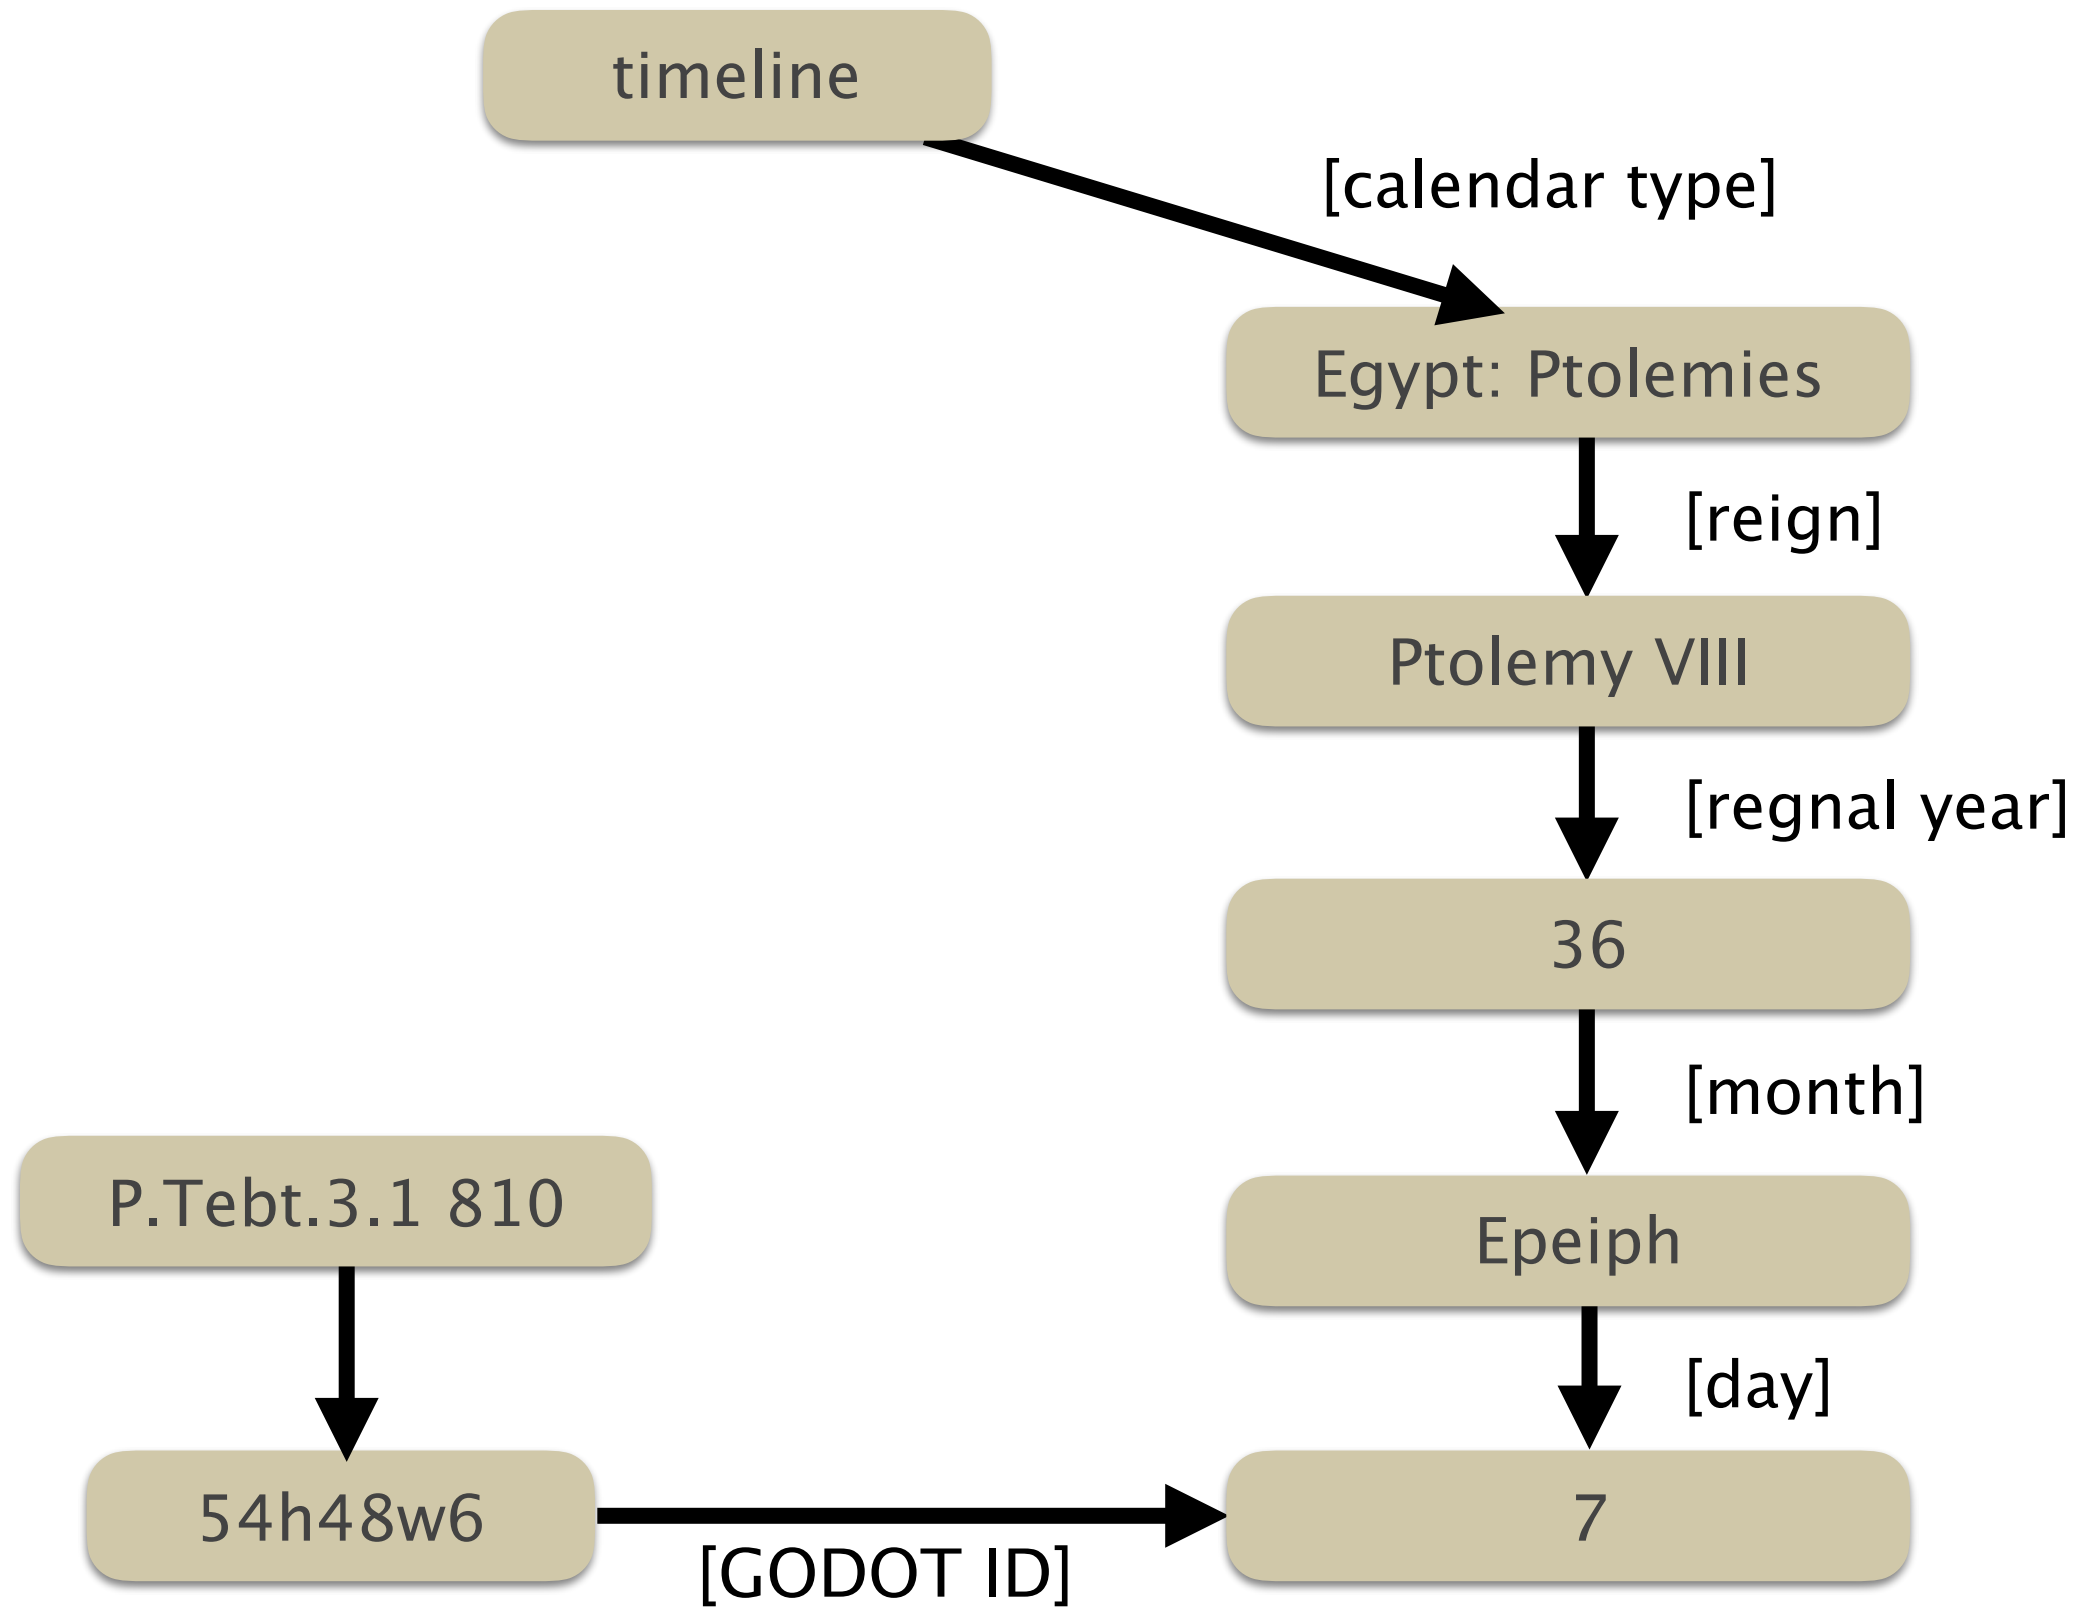 timeline
[calendar type]
Egypt: Ptolemies
[reign]
Ptolemy VIII
[regnal year]
36
[month]
P.Tebt.3.1 810
Epeiph
[day]
54h48w6
7
[GODOT ID]